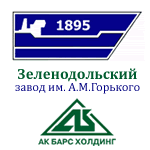 1895
Зеленодольский
завод им. А.М.Горького
АК БАРС ХОЛДИНГ